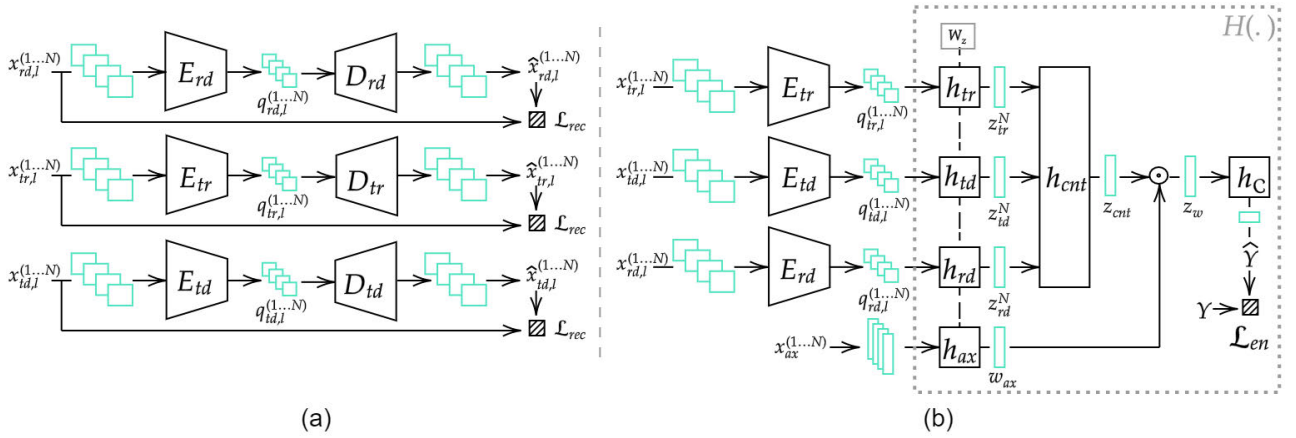 x_{rd,l}^{(1...N)} E_{rd} q_{rd,l}^{(1...N)} D_{rd} x̂_{rd,l}^{(1...N)} 𝔏_{rec}
x_{tr,l}^{(1...N)} E_{tr} q_{tr,l}^{(1...N)} D_{tr} x̂_{tr,l}^{(1...N)} 𝔏_{rec}
x_{td,l}^{(1...N)} E_{td} q_{td,l}^{(1...N)} D_{td} x̂_{td,l}^{(1...N)} 𝔏_{rec}
(a)
H(.)
W_z
x_{tr,l}^{(1...N)} E_{tr} q_{tr,l}^{(1...N)} h_{tr} z_{tr}^{N}
x_{td,l}^{(1...N)} E_{td} q_{td,l}^{(1...N)} h_{td} z_{td}^{N} h_{cnt} z_{cnt} z_w h_C
x_{rd,l}^{(1...N)} E_{rd} q_{rd,l}^{(1...N)} h_{rd} z_{rd}^{N}
x_{ax}^{(1...N)} h_{ax} w_{ax}
Ŷ
Y
𝔏_{en}
(b)